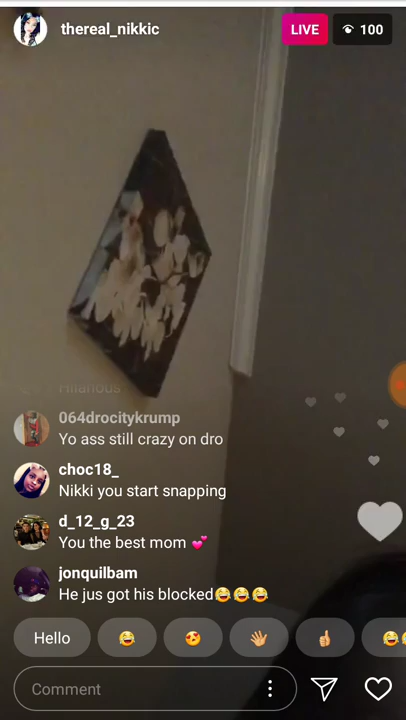 thereal_nikkic
LIVE
100
Hilarious
064drocitykrump
Yo ass still crazy on dro
choc18_
Nikki you start snapping
d_12_g_23
You the best mom 💕
jonquilbam
He jus got his blocked😂😂😂
Hello
Comment